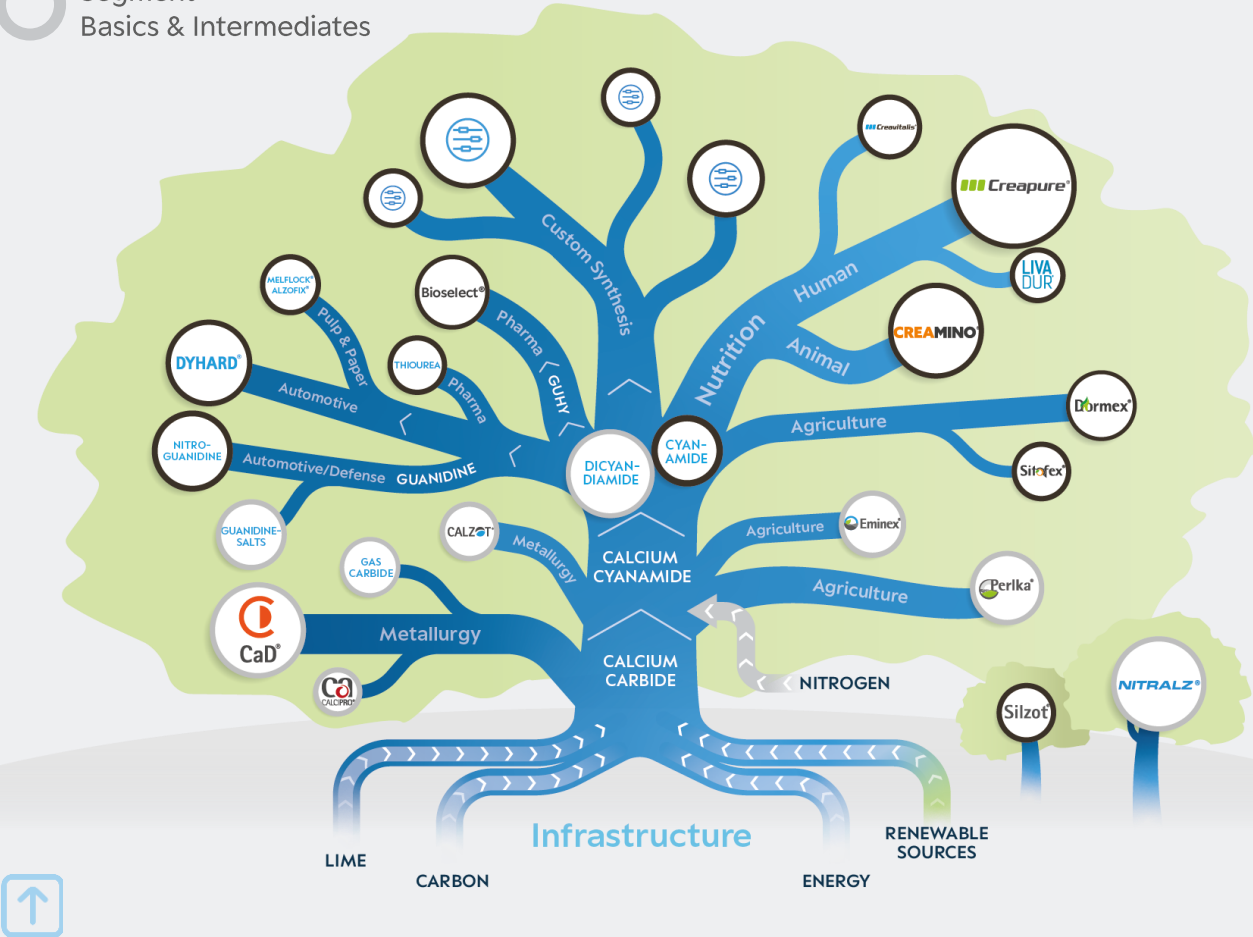 Segment
Basics & Intermediates
Creavitalis®
Creapure®
LIVA
DUR®
Custom Synthesis
Human
Nutrition
Animal
CREAMINO®
MELFLOCK®
ALZOFIX®
Bioselect®
Pulp & Paper
Pharma
GUHY
DYHARD®
THIOUREA
Pharma
Automotive
Dormex®
Agriculture
Sitofex®
NITRO-
GUANIDINE
Automotive/Defense
GUANIDINE
DICYAN-
DIAMIDE
CYAN-
AMIDE
GUANIDINE-
SALTS
CALZOT®
Metallurgy
Agriculture
Eminex®
GAS
CARBIDE
CALCIUM
CYANAMIDE
Agriculture
Perlka®
CaD®
Metallurgy
CALCIUM
CARBIDE
NITROGEN
CALCIPRO®
Silzot®
NITRALZ®
Infrastructure
LIME
CARBON
ENERGY
RENEWABLE
SOURCES